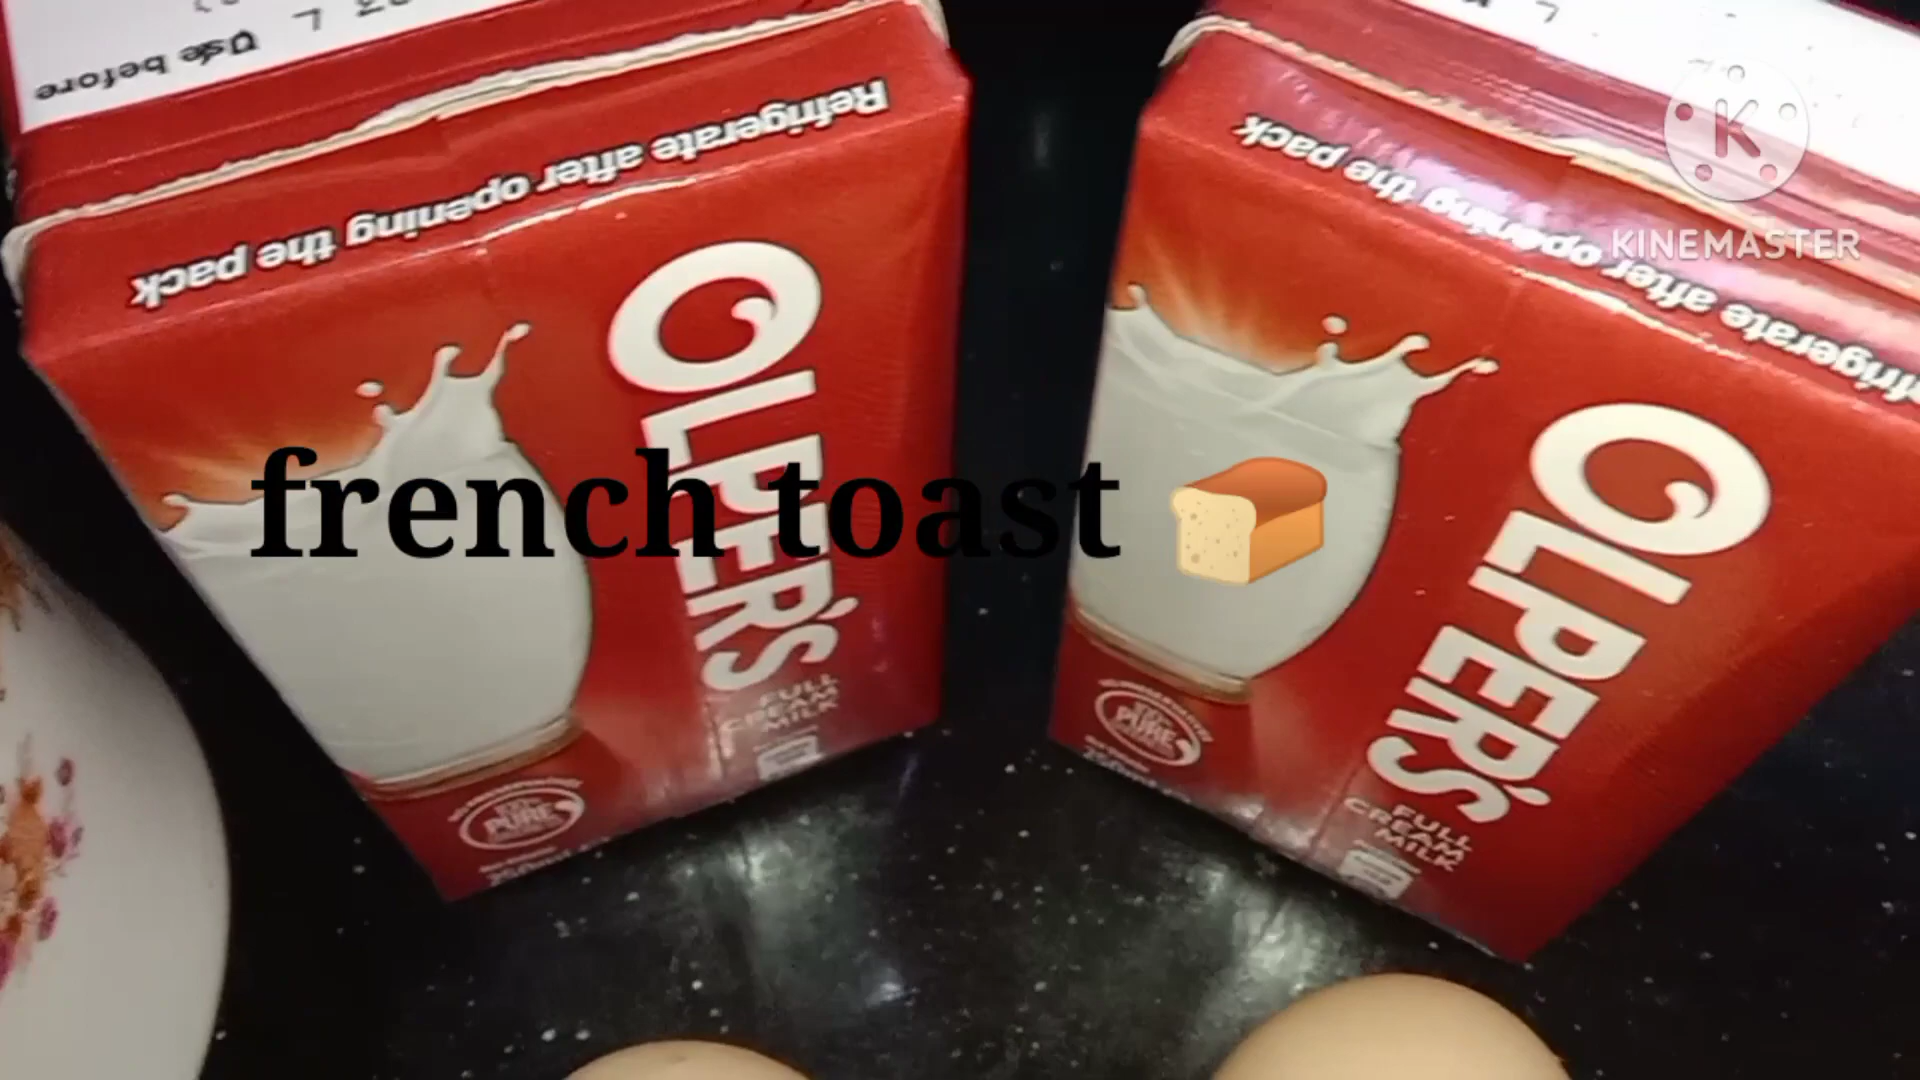 Use before
Refrigerate after opening the pack
OLPER'S
FULL
CREAM
MILK
PURE
french toast 🍞
KINEMASTER
K
Refrigerate after opening the pack
OLPER'S
FULL
CREAM
MILK
PURE